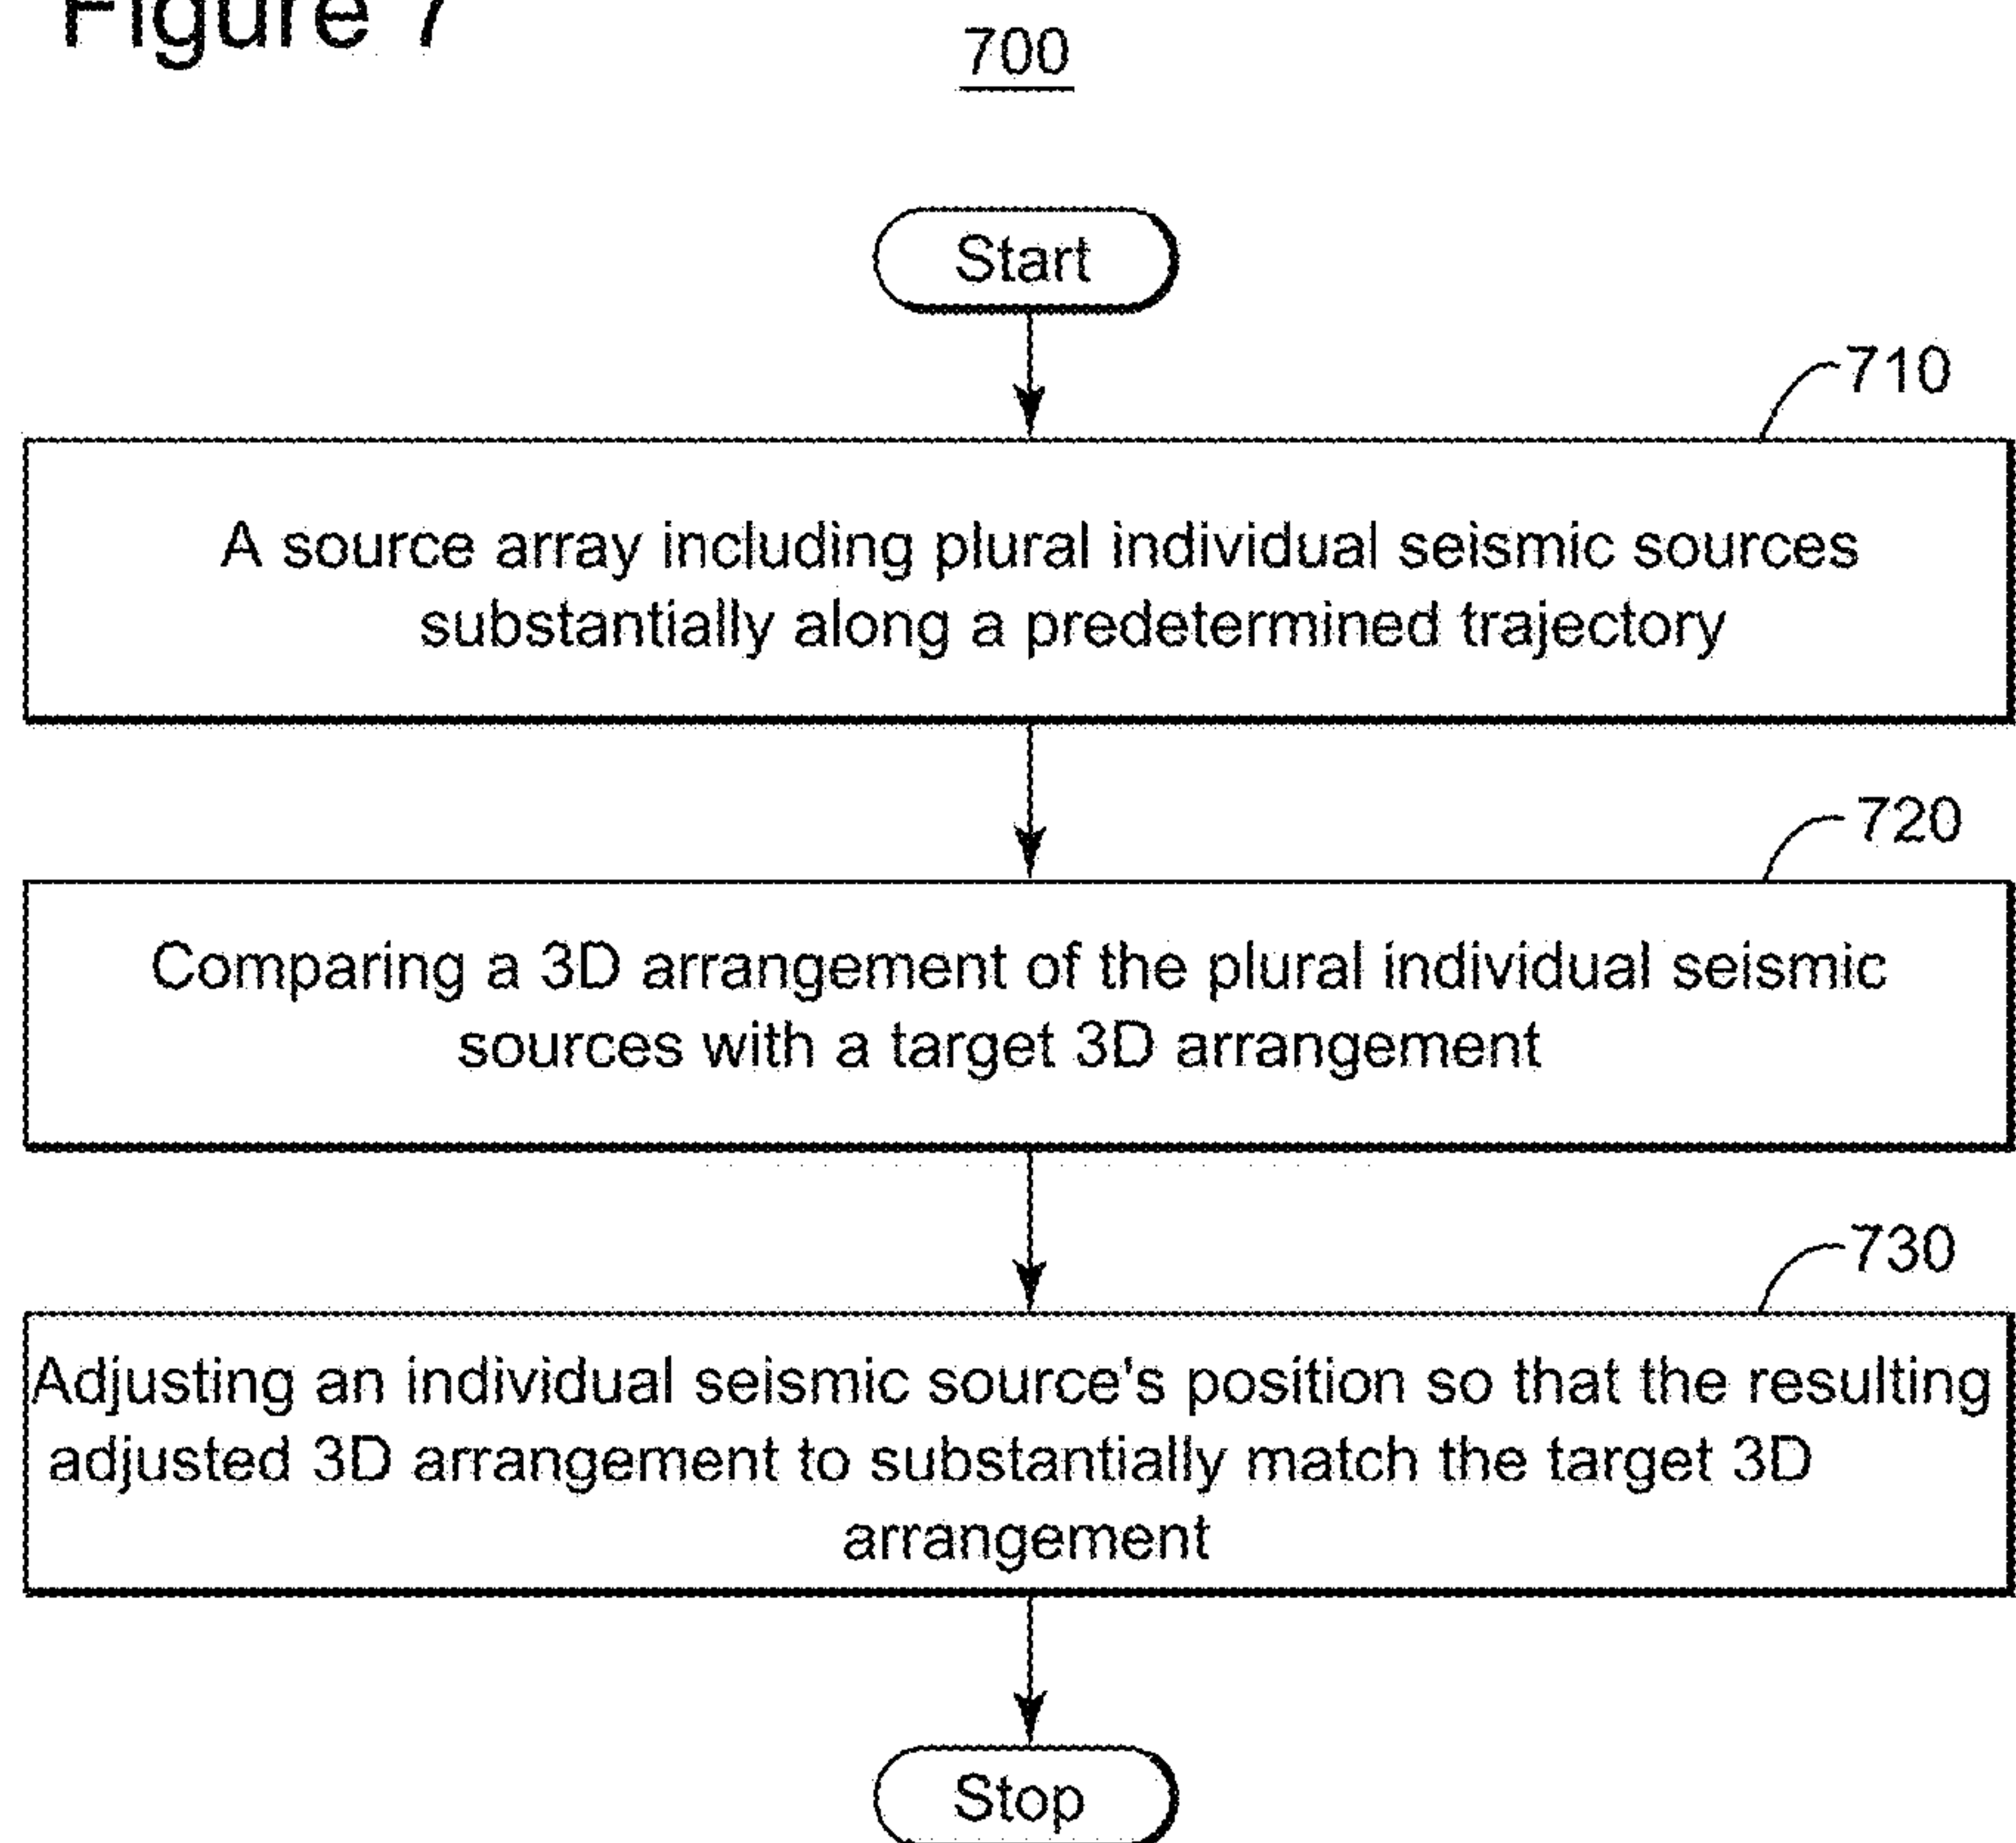 Figure 7
700
Start
710
A source array including plural individual seismic sources
substantially along a predetermined trajectory
720
Comparing a 3D arrangement of the plural individual seismic
sources with a target 3D arrangement
730
Adjusting an individual seismic source's position so that the resulting
adjusted 3D arrangement to substantially match the target 3D
arrangement
Stop